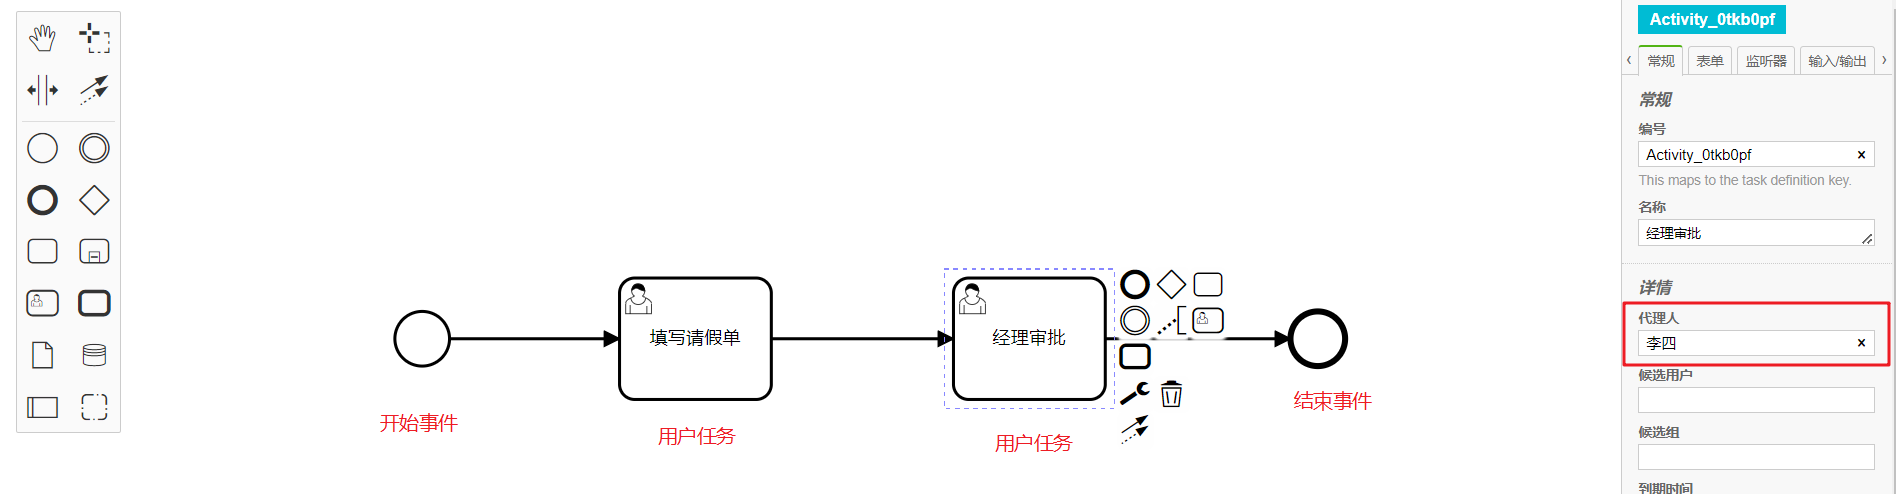 Activity_0tkb0pf
‹ 常规 表单 监听器 输入/输出 ›
常规
编号
Activity_0tkb0pf ×
This maps to the task definition key.
名称
经理审批
详情
代理人
李四 ×
候选用户
候选组
到期时间
填写请假单
经理审批
开始事件
用户任务
用户任务
结束事件